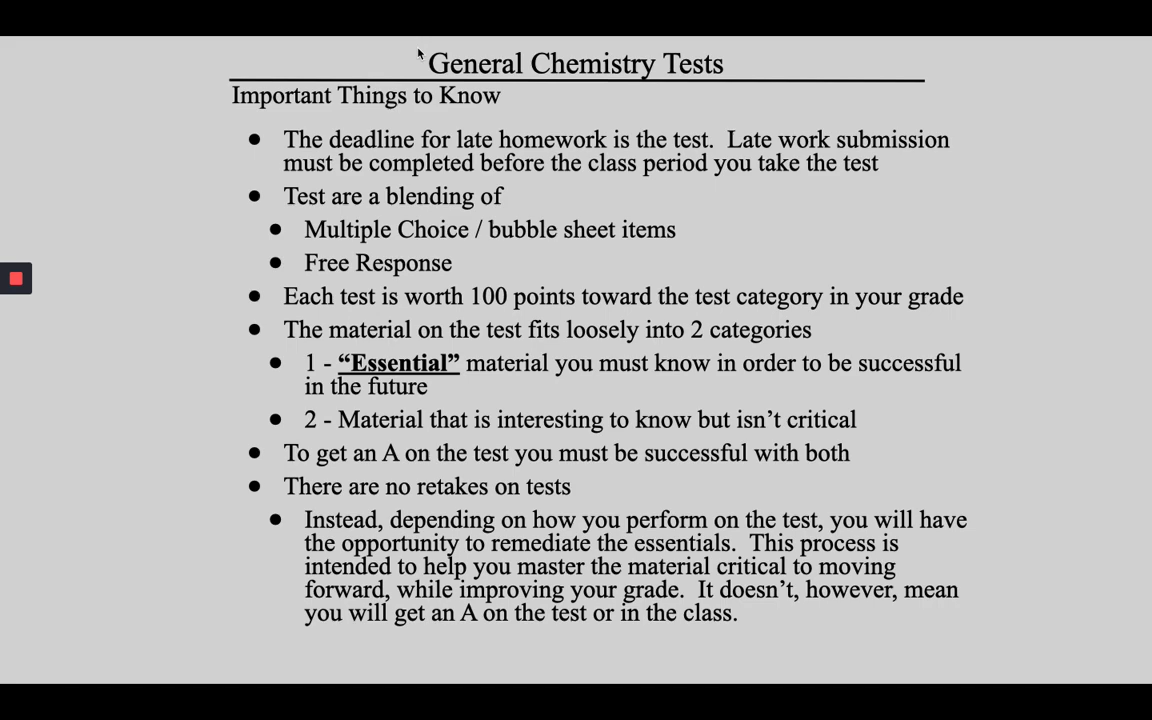 General Chemistry Tests
Important Things to Know
● The deadline for late homework is the test. Late work submission
must be completed before the class period you take the test
● Test are a blending of
● Multiple Choice / bubble sheet items
● Free Response
● Each test is worth 100 points toward the test category in your grade
● The material on the test fits loosely into 2 categories
● 1 - “Essential” material you must know in order to be successful
in the future
● 2 - Material that is interesting to know but isn’t critical
● To get an A on the test you must be successful with both
● There are no retakes on tests
● Instead, depending on how you perform on the test, you will have
the opportunity to remediate the essentials. This process is
intended to help you master the material critical to moving
forward, while improving your grade. It doesn’t, however, mean
you will get an A on the test or in the class.